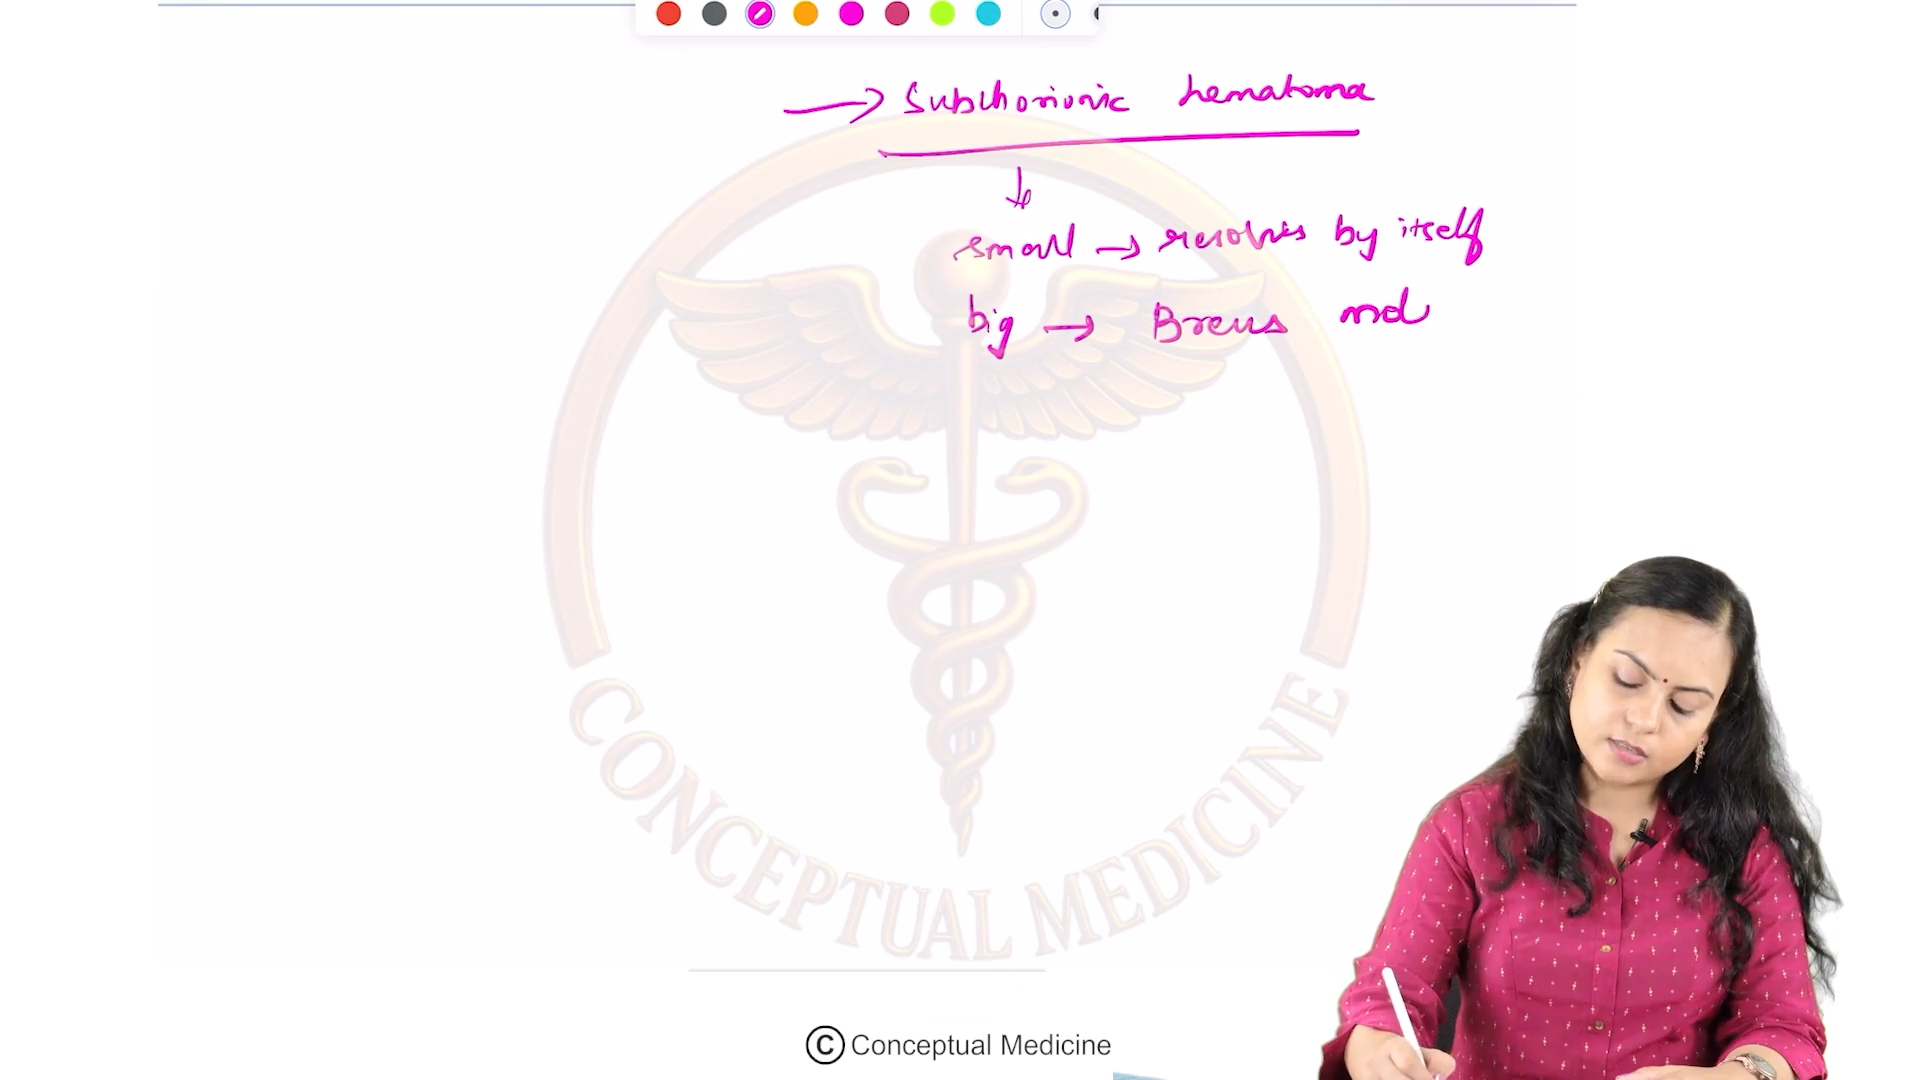 → Subchorionic hematoma
↓
small → resolves by itself
big → Breus mol
CONCEPTUAL MEDICINE
© Conceptual Medicine